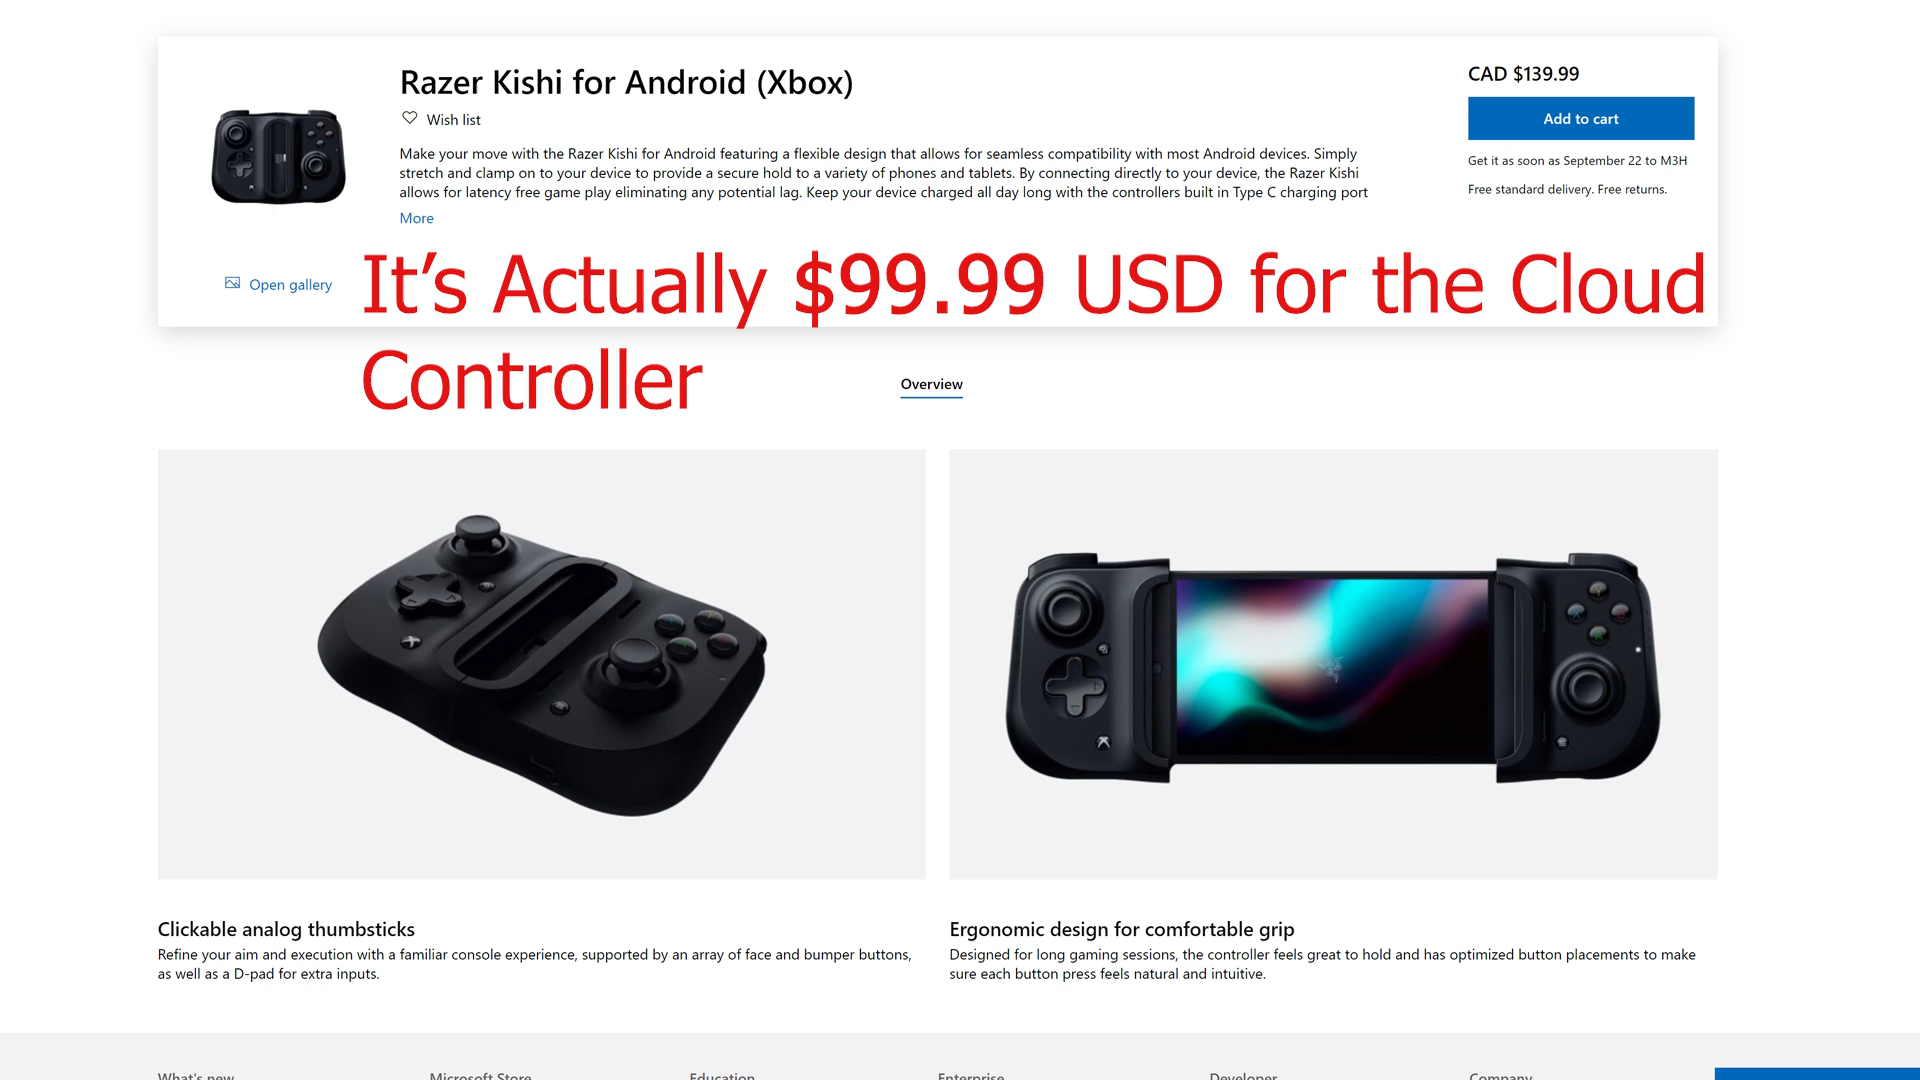 Razer Kishi for Android (Xbox)
Wish list
Make your move with the Razer Kishi for Android featuring a flexible design that allows for seamless compatibility with most Android devices. Simply
stretch and clamp on to your device to provide a secure hold to a variety of phones and tablets. By connecting directly to your device, the Razer Kishi
allows for latency free game play eliminating any potential lag. Keep your device charged all day long with the controllers built in Type C charging port
More
Open gallery
CAD $139.99
Add to cart
Get it as soon as September 22 to M3H
Free standard delivery. Free returns.
It's Actually $99.99 USD for the Cloud
Controller
Overview
Clickable analog thumbsticks
Refine your aim and execution with a familiar console experience, supported by an array of face and bumper buttons,
as well as a D-pad for extra inputs.
Ergonomic design for comfortable grip
Designed for long gaming sessions, the controller feels great to hold and has optimized button placements to make
sure each button press feels natural and intuitive.
What's new Microsoft Store Education Enterprise Developer Company